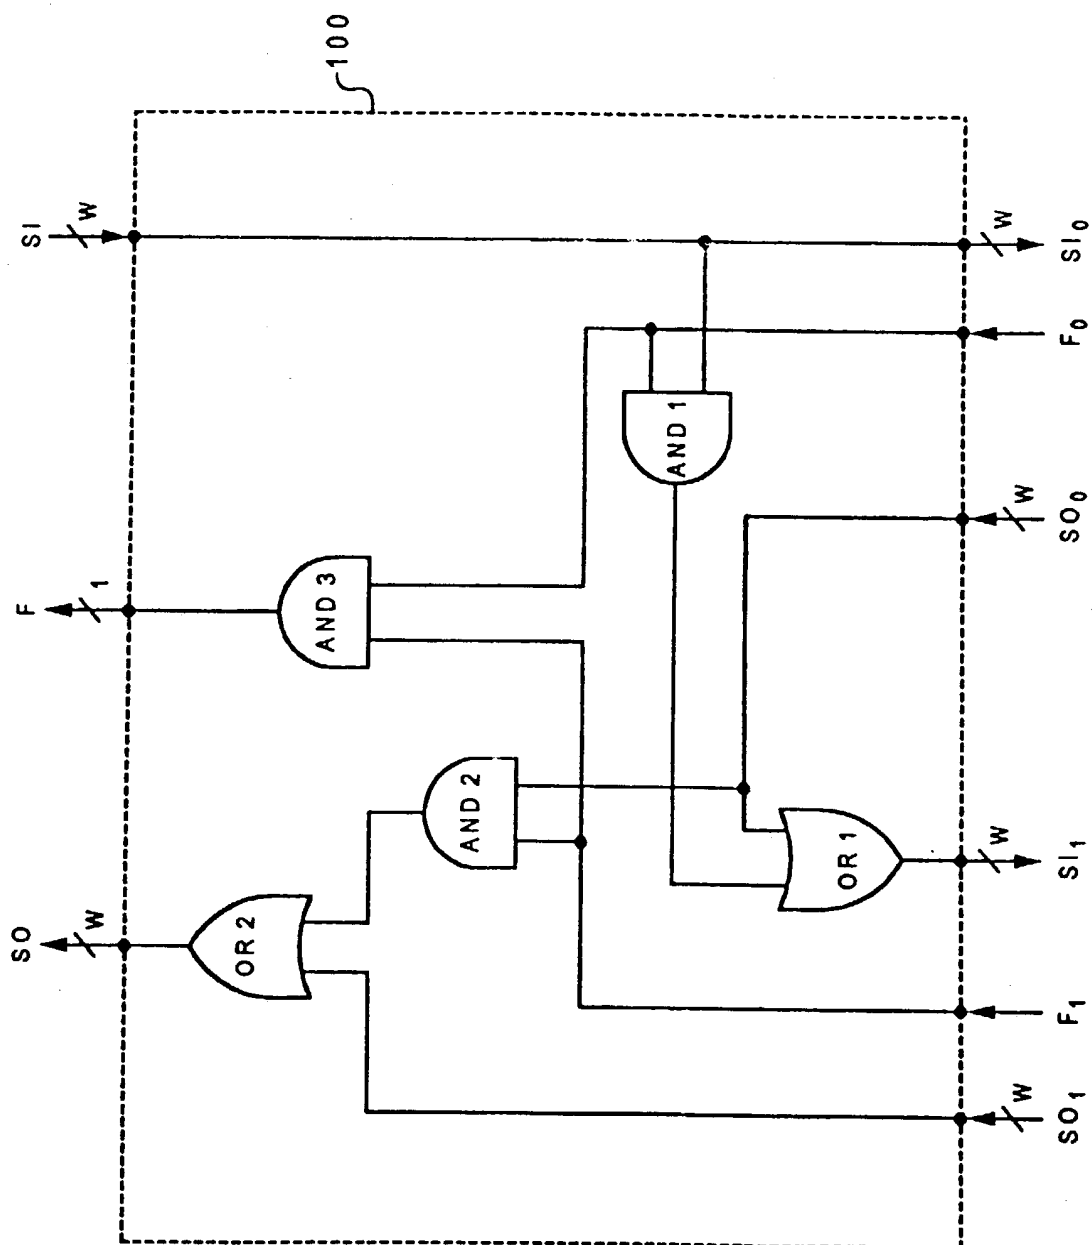 100
SI
W
F
1
SO
W
AND 3
AND 1
AND 2
OR 2
OR 1
W
SI₀
F₀
W
SO₀
W
SI₁
F₁
W
SO₁